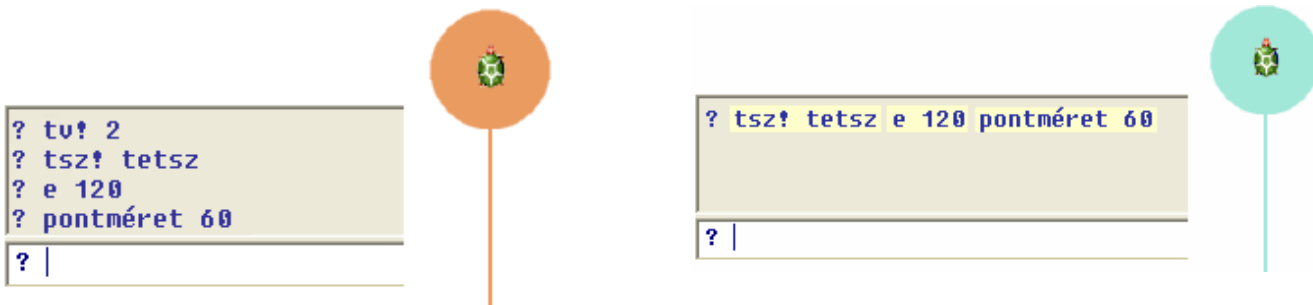 ? tv! 2
? tsz! tetsz
? e 120
? pontméret 60
?
? tsz! tetsz e 120 pontméret 60
?